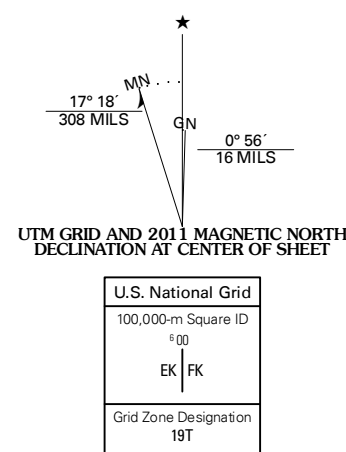 ★
MN
17° 18´
308 MILS
GN
0° 56´
16 MILS
UTM GRID AND 2011 MAGNETIC NORTH
DECLINATION AT CENTER OF SHEET
U.S. National Grid
100,000-m Square ID
⁶00
EK FK
Grid Zone Designation
19T